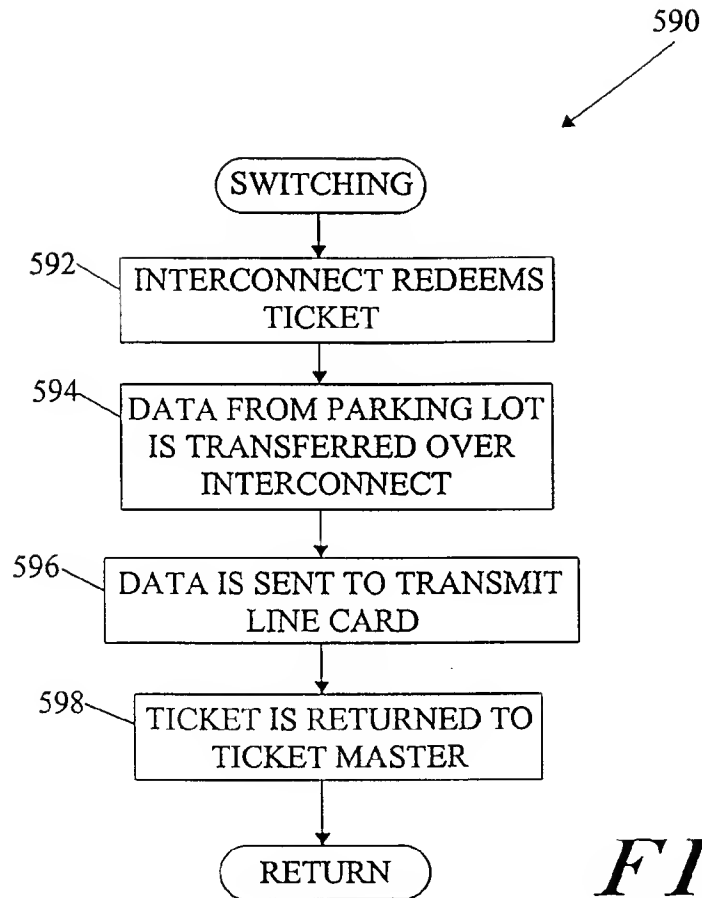 590
SWITCHING
592
INTERCONNECT REDEEMS
TICKET
594
DATA FROM PARKING LOT
IS TRANSFERRED OVER
INTERCONNECT
596
DATA IS SENT TO TRANSMIT
LINE CARD
598
TICKET IS RETURNED TO
TICKET MASTER
RETURN